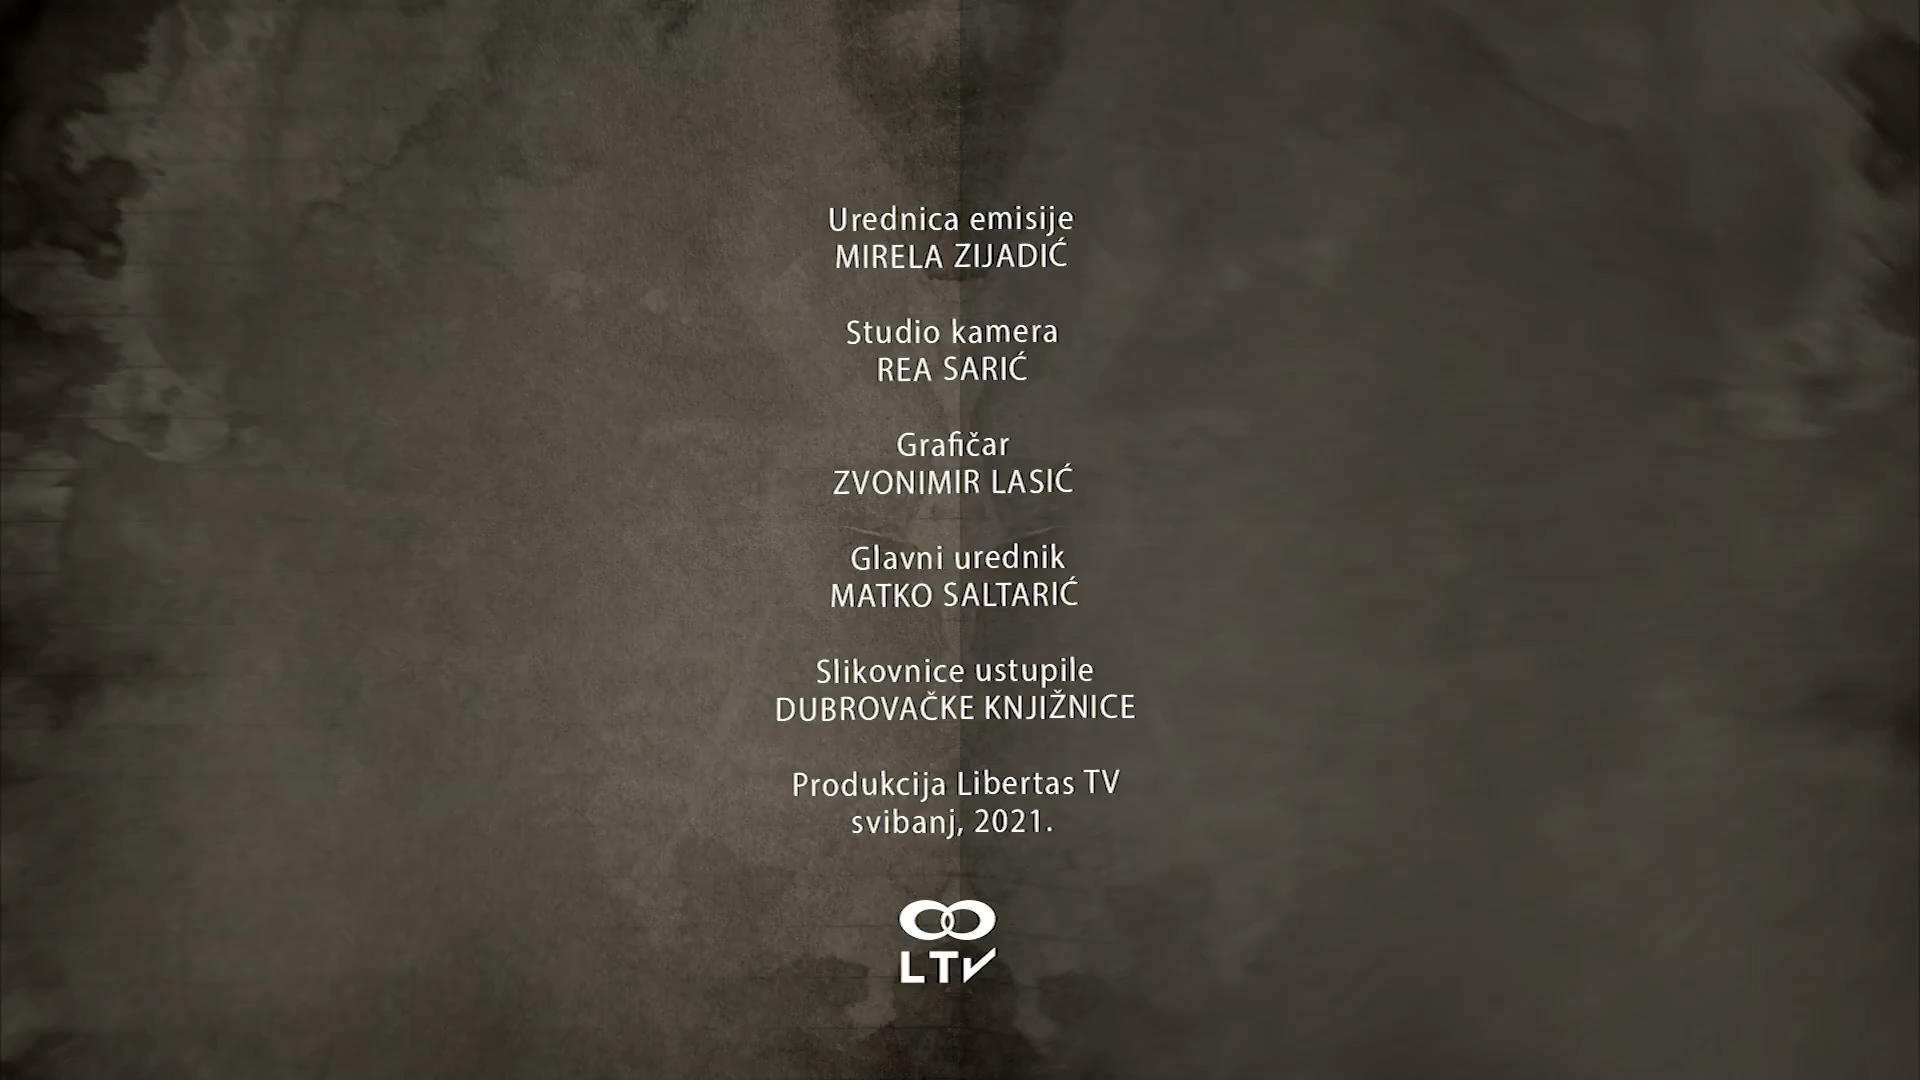 Urednica emisije
MIRELA ZIJADIĆ
Studio kamera
REA SARIĆ
Grafičar
ZVONIMIR LASIĆ
Glavni urednik
MATKO SALTARIĆ
Slikovnice ustupile
DUBROVAČKE KNJIŽNICE
Produkcija Libertas TV
svibanj, 2021.
LTV